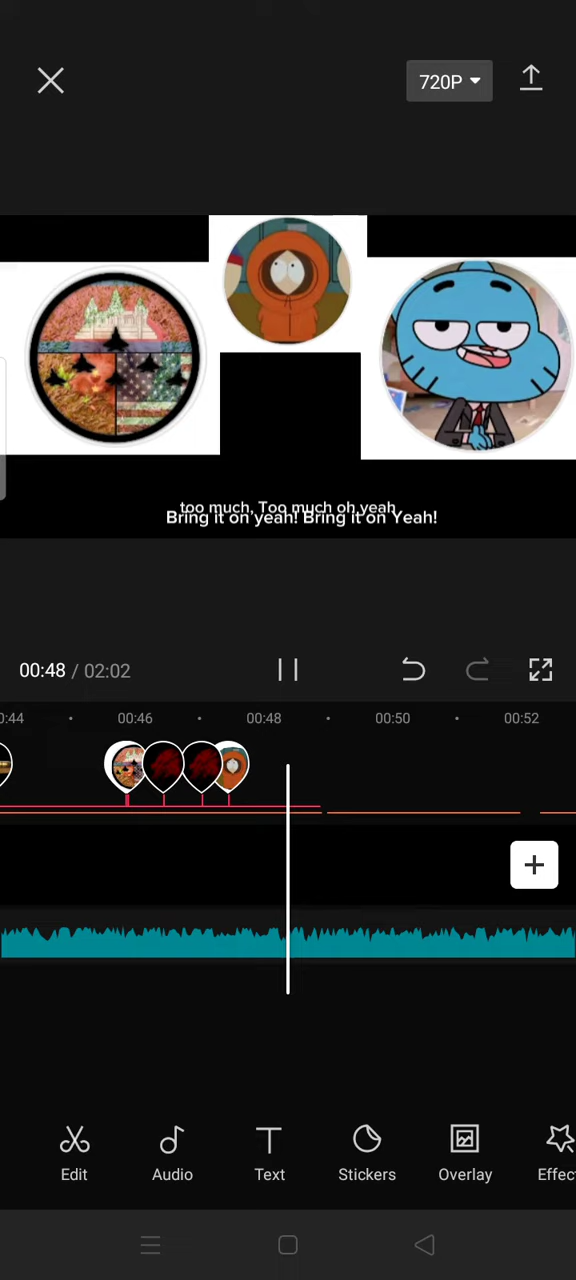 720P
too much, Too much oh yeah
Bring it on yeah! Bring it on Yeah!
00:48 / 02:02
0:44 00:46 00:48 00:50 00:52
Edit Audio Text Stickers Overlay Effec